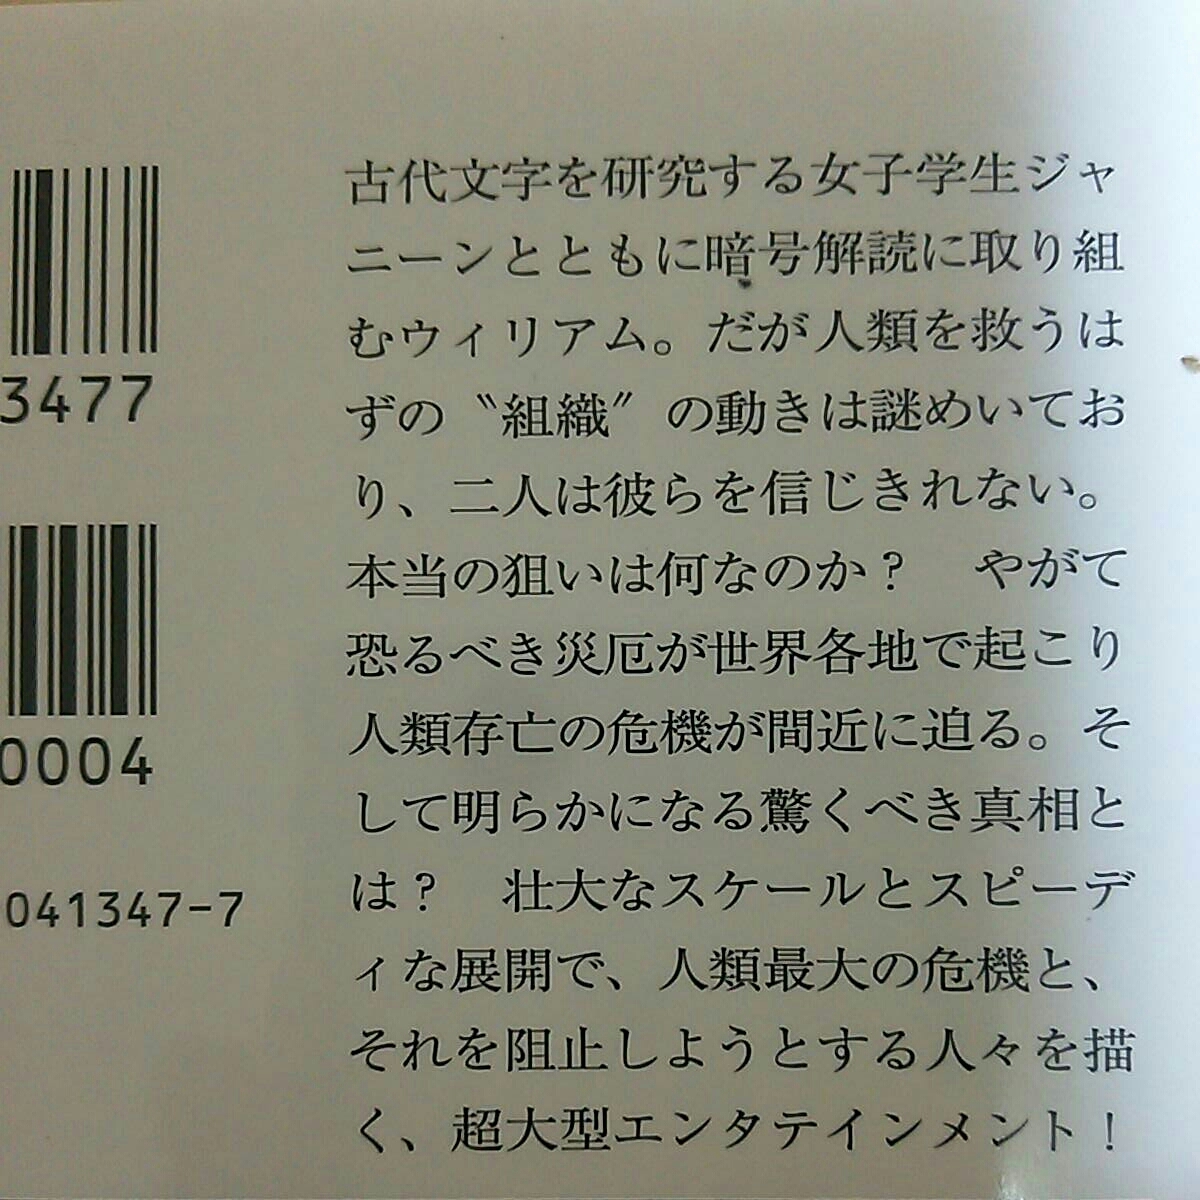 古代文字を研究する女子学生ジャ
ニーンとともに暗号解読に取り組
むウィリアム。だが人類を救うは
ずの〝組織〟の動きは謎めいてお
り、二人は彼らを信じきれない。
本当の狙いは何なのか？　やがて
恐るべき災厄が世界各地で起こり
人類存亡の危機が間近に迫る。そ
して明らかになる驚くべき真相と
は？　壮大なスケールとスピーデ
ィな展開で、人類最大の危機と、
それを阻止しようとする人々を描
く、超大型エンタテインメント！
3477
0004
041347-7